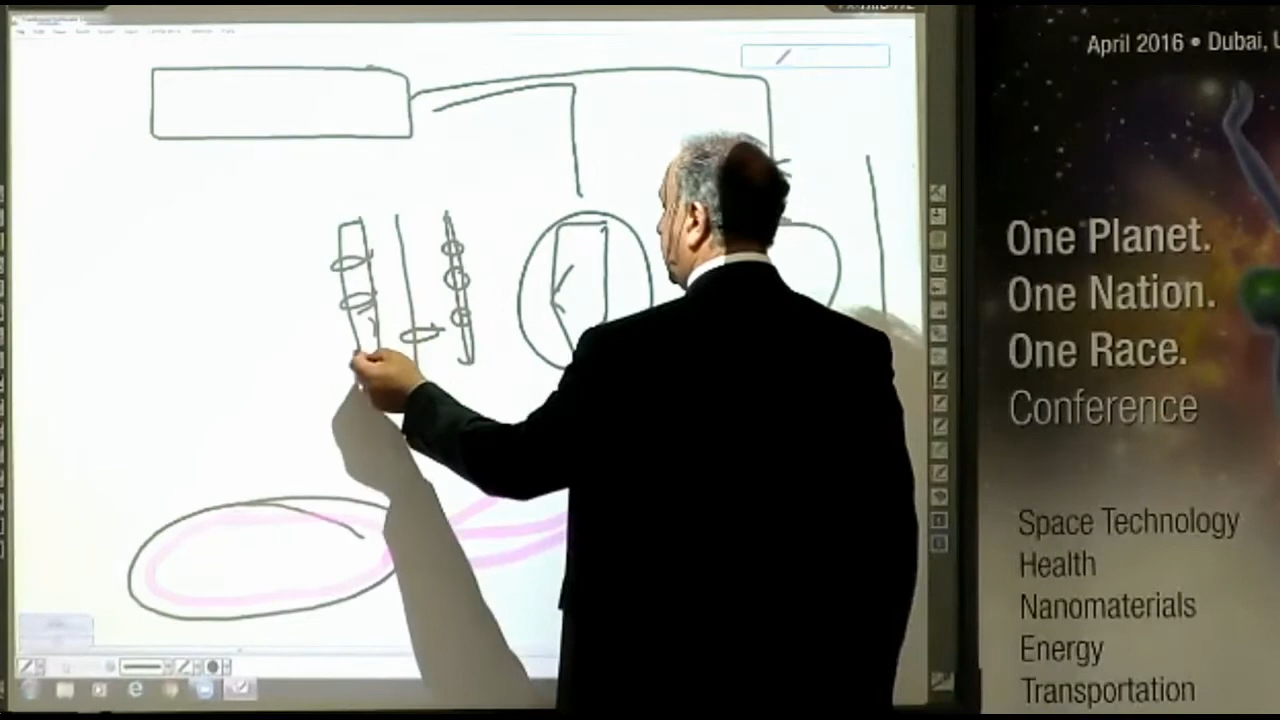 April 2016 • Dubai, U
One Planet.
One Nation.
One Race.
Conference
Space Technology
Health
Nanomaterials
Energy
Transportation